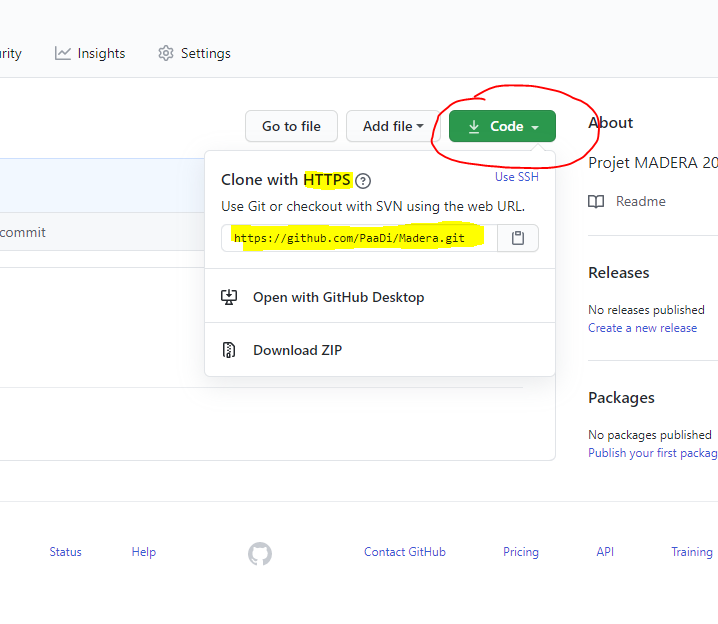 rity Insights Settings
Go to file Add file Code
About
Clone with HTTPS ? Use SSH
Use Git or checkout with SVN using the web URL.
https://github.com/PaaDi/Madera.git
Open with GitHub Desktop
Download ZIP
commit
Projet MADERA 20
Readme
Releases
No releases published
Create a new release
Packages
No packages published
Publish your first packag
Status Help Contact GitHub Pricing API Training